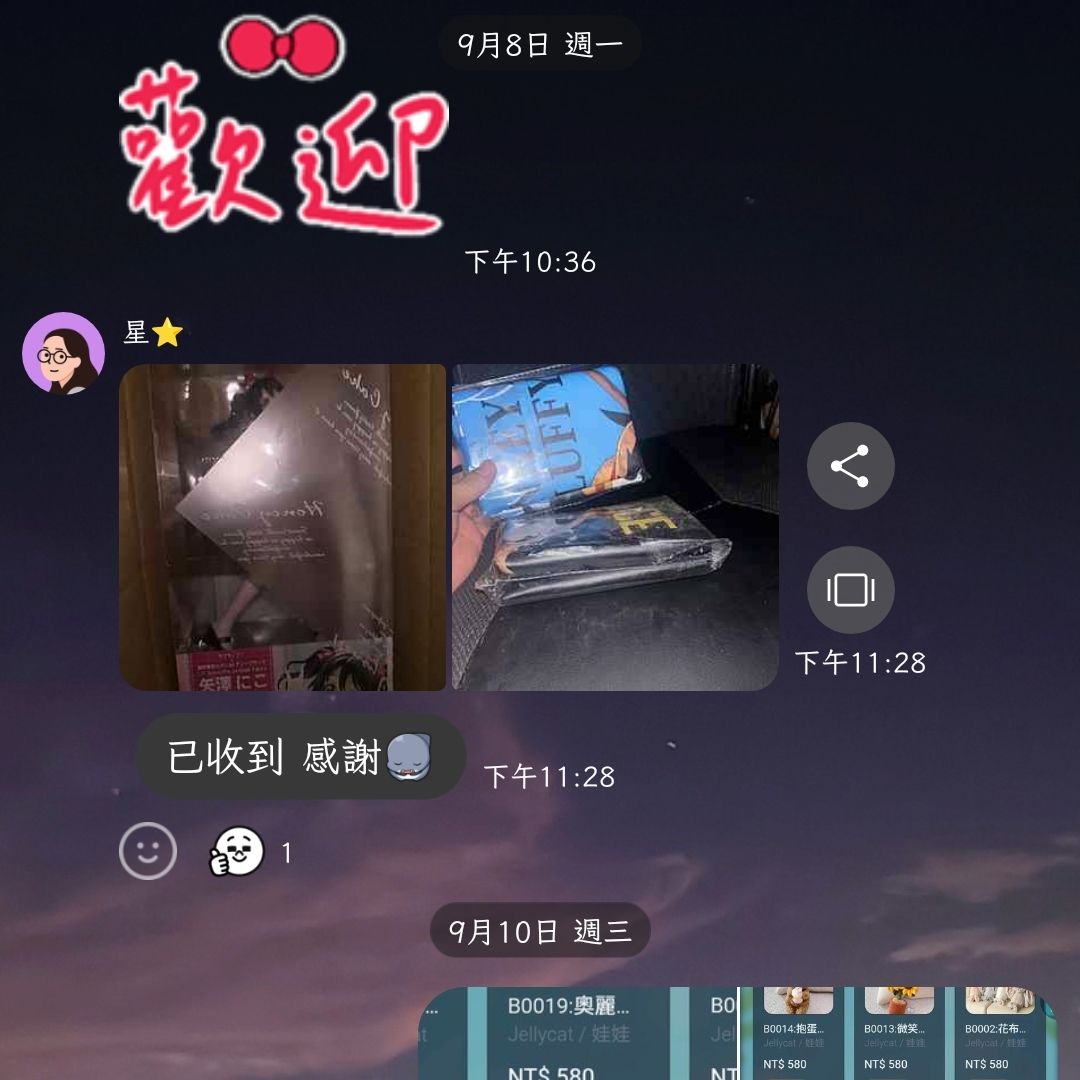 9月8日 週一
歡迎
下午10:36
星
Honey Cake
LUFFY
矢澤にこ
下午11:28
已收到 感謝
下午11:28
1
9月10日 週三
B0019:奧麗...
Jellycat / 娃娃
NT$ 580
B0
Jel
NT
B0014:抱蛋...
Jellycat / 娃娃
NT$ 580
B0013:微笑...
Jellycat / 娃娃
NT$ 580
B0002:花布...
Jellycat / 娃娃
NT$ 580